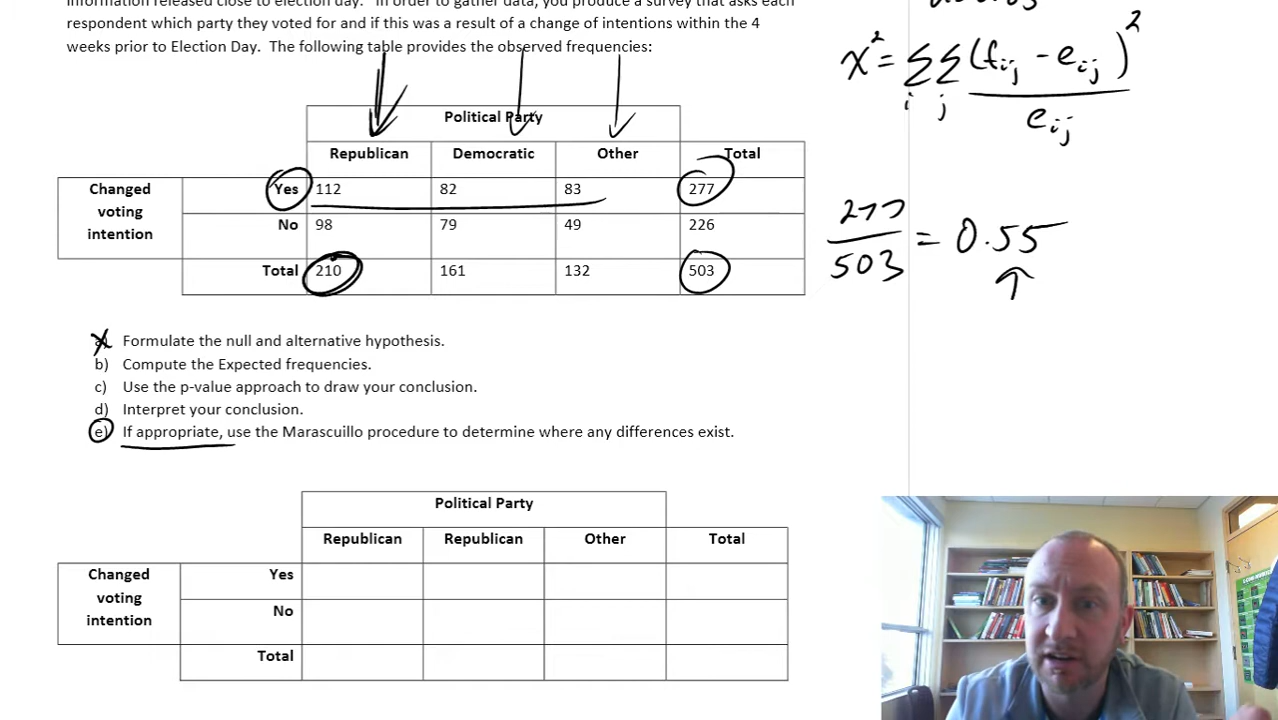 information released close to election day. In order to gather data, you produce a survey that asks each
respondent which party they voted for and if this was a result of a change of intentions within the 4
weeks prior to Election Day. The following table provides the observed frequencies:
Political Party
Republican Democratic Other Total
Changed voting intention
Yes 112 82 83 277
No 98 79 49 226
Total 210 161 132 503
a) Formulate the null and alternative hypothesis.
b) Compute the Expected frequencies.
c) Use the p-value approach to draw your conclusion.
d) Interpret your conclusion.
e) If appropriate, use the Marascuillo procedure to determine where any differences exist.
Political Party
Republican Republican Other Total
Changed voting intention
Yes
No
Total
χ² = Σ Σ (fij - eij)²
i j eij
277
503 = 0.55